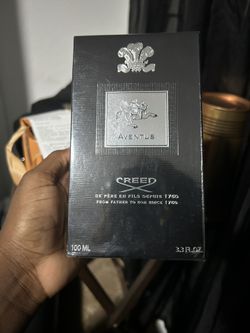 AVENTUS
CREED
DE PÈRE EN FILS DEPUIS 1760
FROM FATHER TO SON SINCE 1760
100 ML
3.3 FL.OZ.